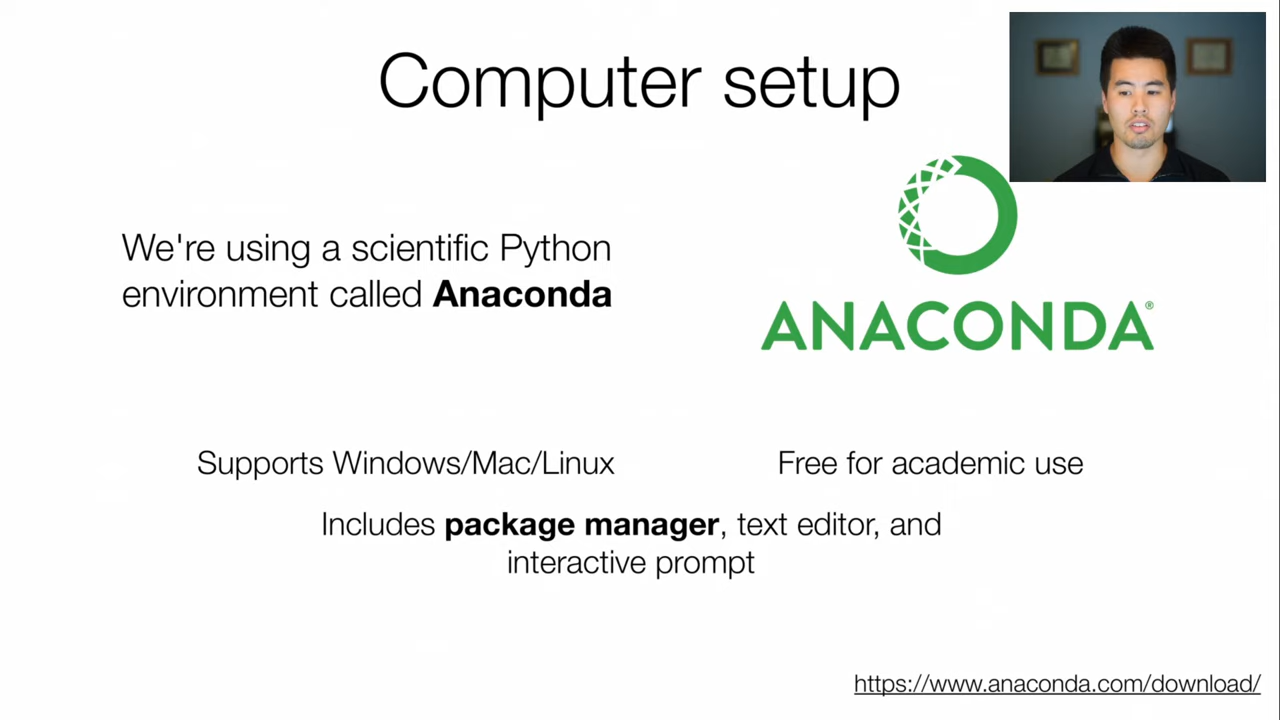 Computer setup
We're using a scientific Python
environment called Anaconda
ANACONDA®
Supports Windows/Mac/Linux
Free for academic use
Includes package manager, text editor, and
interactive prompt
https://www.anaconda.com/download/